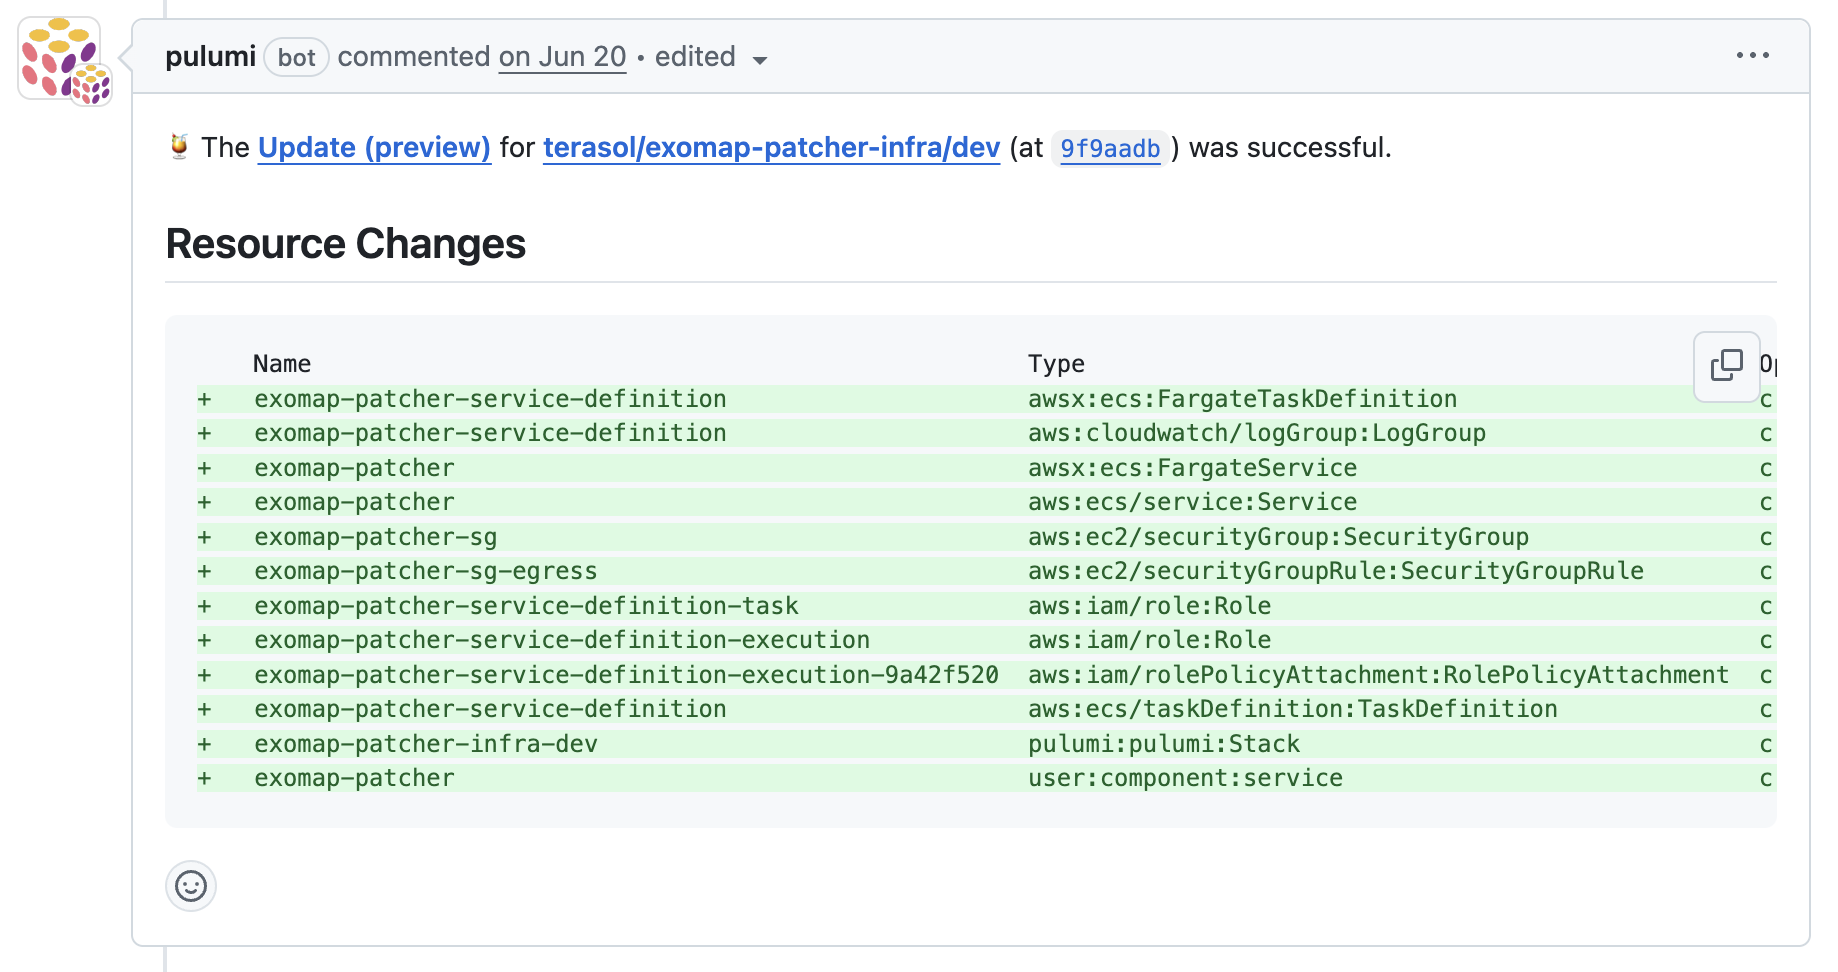 pulumi bot commented on Jun 20 • edited
The Update (preview) for terasol/exomap-patcher-infra/dev (at 9f9aadb) was successful.
Resource Changes
Name Type Op
+ exomap-patcher-service-definition awsx:ecs:FargateTaskDefinition c
+ exomap-patcher-service-definition aws:cloudwatch/logGroup:LogGroup c
+ exomap-patcher awsx:ecs:FargateService c
+ exomap-patcher aws:ecs/service:Service c
+ exomap-patcher-sg aws:ec2/securityGroup:SecurityGroup c
+ exomap-patcher-sg-egress aws:ec2/securityGroupRule:SecurityGroupRule c
+ exomap-patcher-service-definition-task aws:iam/role:Role c
+ exomap-patcher-service-definition-execution aws:iam/role:Role c
+ exomap-patcher-service-definition-execution-9a42f520 aws:iam/rolePolicyAttachment:RolePolicyAttachment c
+ exomap-patcher-service-definition aws:ecs/taskDefinition:TaskDefinition c
+ exomap-patcher-infra-dev pulumi:pulumi:Stack c
+ exomap-patcher user:component:service c